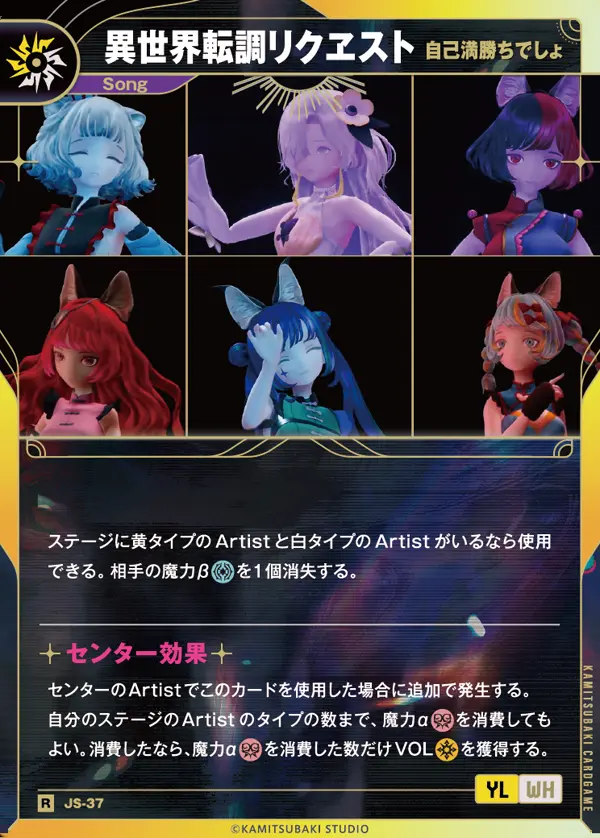 異世界転調リクヱスト 自己満勝ちでしょ
Song
ステージに黄タイプのArtistと白タイプのArtistがいるなら使用
できる。相手の魔力βを1個消失する。
センター効果
センターのArtistでこのカードを使用した場合に追加で発生する。
自分のステージのArtistのタイプの数まで、魔力αを消費しても
よい。消費したなら、魔力αを消費した数だけVOLを獲得する。
YL WH
R JS-37
KAMITSUBAKI CARDGAME
©KAMITSUBAKI STUDIO